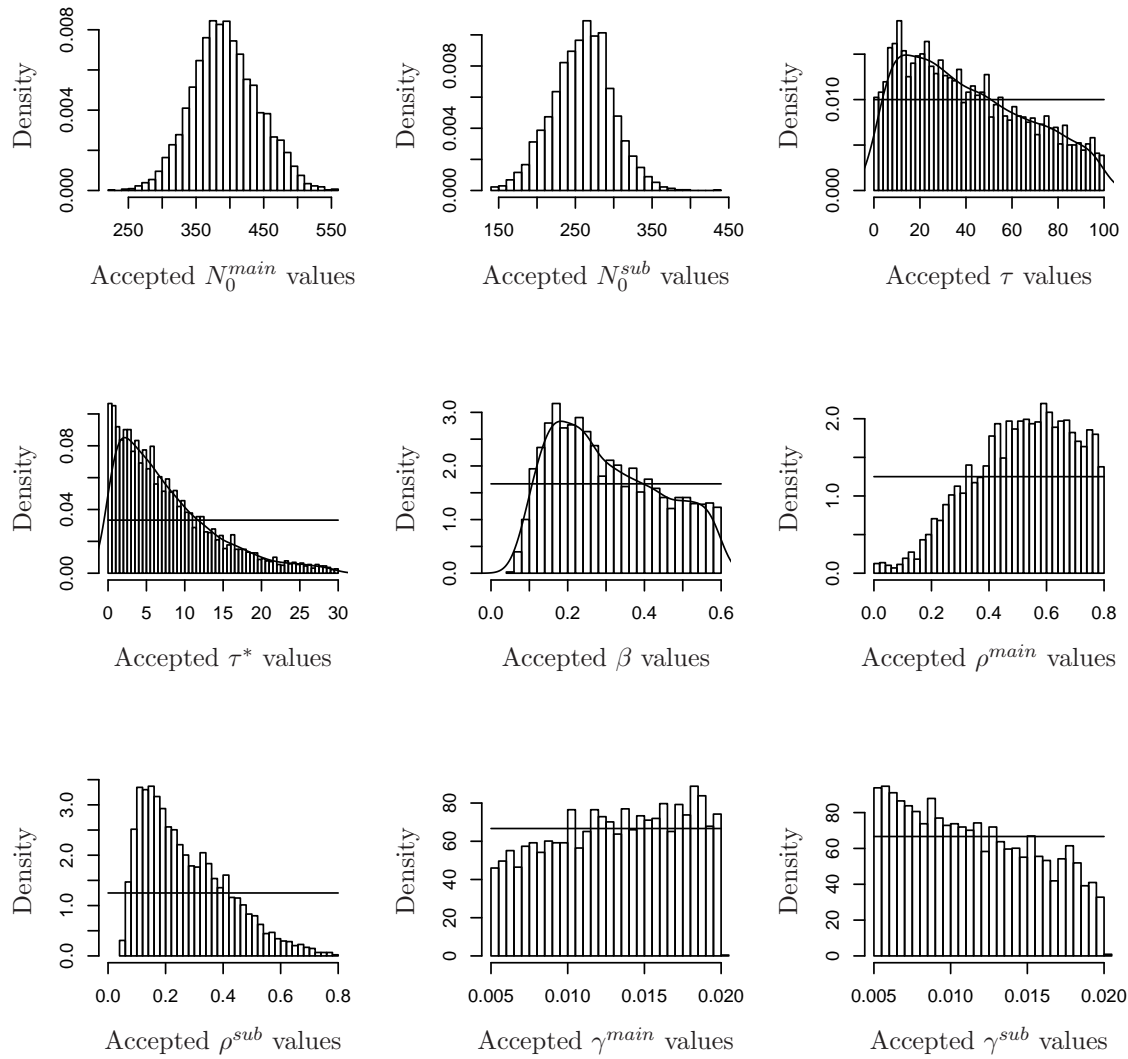 Density
0.000 0.004 0.008
250 350 450 550
Accepted N_0^{main} values
Density
0.000 0.004 0.008
150 250 350 450
Accepted N_0^{sub} values
Density
0.000 0.010
0 20 40 60 80 100
Accepted τ values
Density
0.00 0.04 0.08
0 5 10 15 20 25 30
Accepted τ* values
Density
0.0 1.0 2.0 3.0
0.0 0.2 0.4 0.6
Accepted β values
Density
0.0 1.0 2.0
0.0 0.2 0.4 0.6 0.8
Accepted ρ^{main} values
Density
0.0 1.0 2.0 3.0
0.0 0.2 0.4 0.6 0.8
Accepted ρ^{sub} values
Density
0 20 40 60 80
0.005 0.010 0.015 0.020
Accepted γ^{main} values
Density
0 20 40 60 80
0.005 0.010 0.015 0.020
Accepted γ^{sub} values